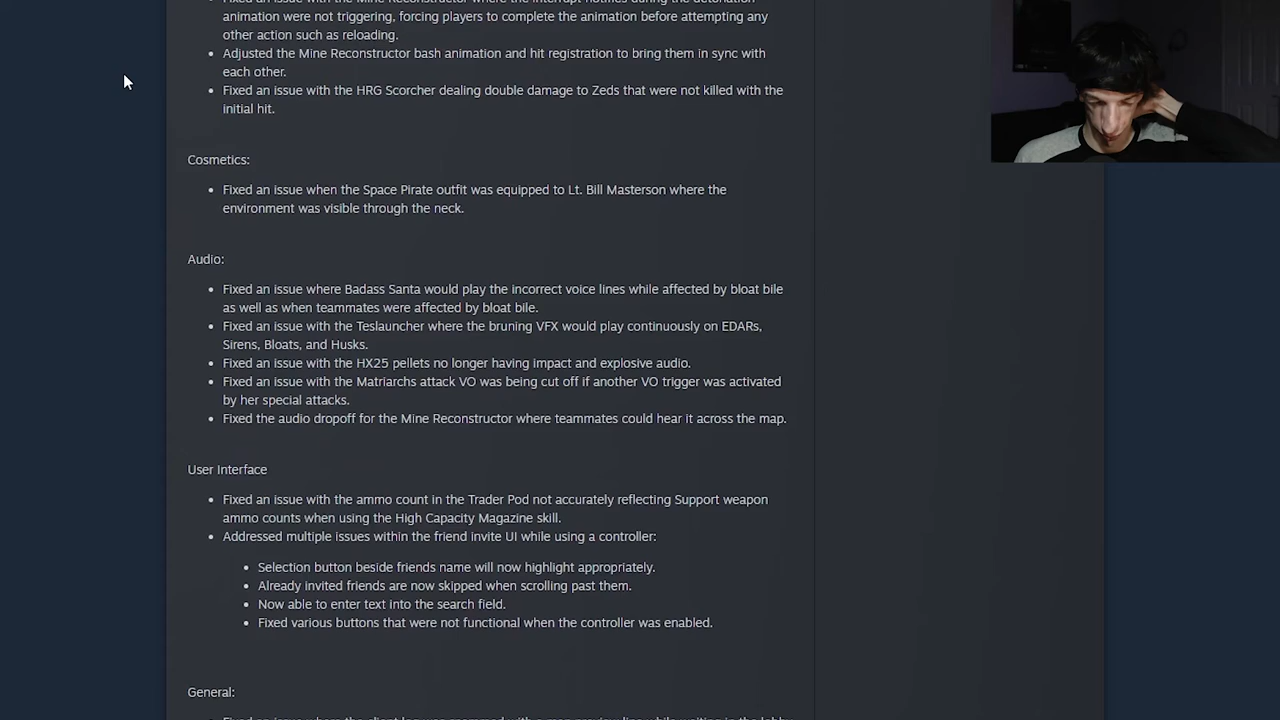 animation were not triggering, forcing players to complete the animation before attempting any
other action such as reloading.
Adjusted the Mine Reconstructor bash animation and hit registration to bring them in sync with
each other.
Fixed an issue with the HRG Scorcher dealing double damage to Zeds that were not killed with the
initial hit.
Cosmetics:
Fixed an issue when the Space Pirate outfit was equipped to Lt. Bill Masterson where the
environment was visible through the neck.
Audio:
Fixed an issue where Badass Santa would play the incorrect voice lines while affected by bloat bile
as well as when teammates were affected by bloat bile.
Fixed an issue with the Teslauncher where the bruning VFX would play continuously on EDARs,
Sirens, Bloats, and Husks.
Fixed an issue with the HX25 pellets no longer having impact and explosive audio.
Fixed an issue with the Matriarchs attack VO was being cut off if another VO trigger was activated
by her special attacks.
Fixed the audio dropoff for the Mine Reconstructor where teammates could hear it across the map.
User Interface
Fixed an issue with the ammo count in the Trader Pod not accurately reflecting Support weapon
ammo counts when using the High Capacity Magazine skill.
Addressed multiple issues within the friend invite UI while using a controller:
Selection button beside friends name will now highlight appropriately.
Already invited friends are now skipped when scrolling past them.
Now able to enter text into the search field.
Fixed various buttons that were not functional when the controller was enabled.
General: